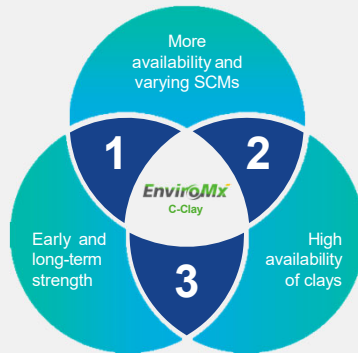 More
availability and
varying SCMs
1
2
EnviroMx
C-Clay
Early and
long-term
strength
High
availability
of clays
3